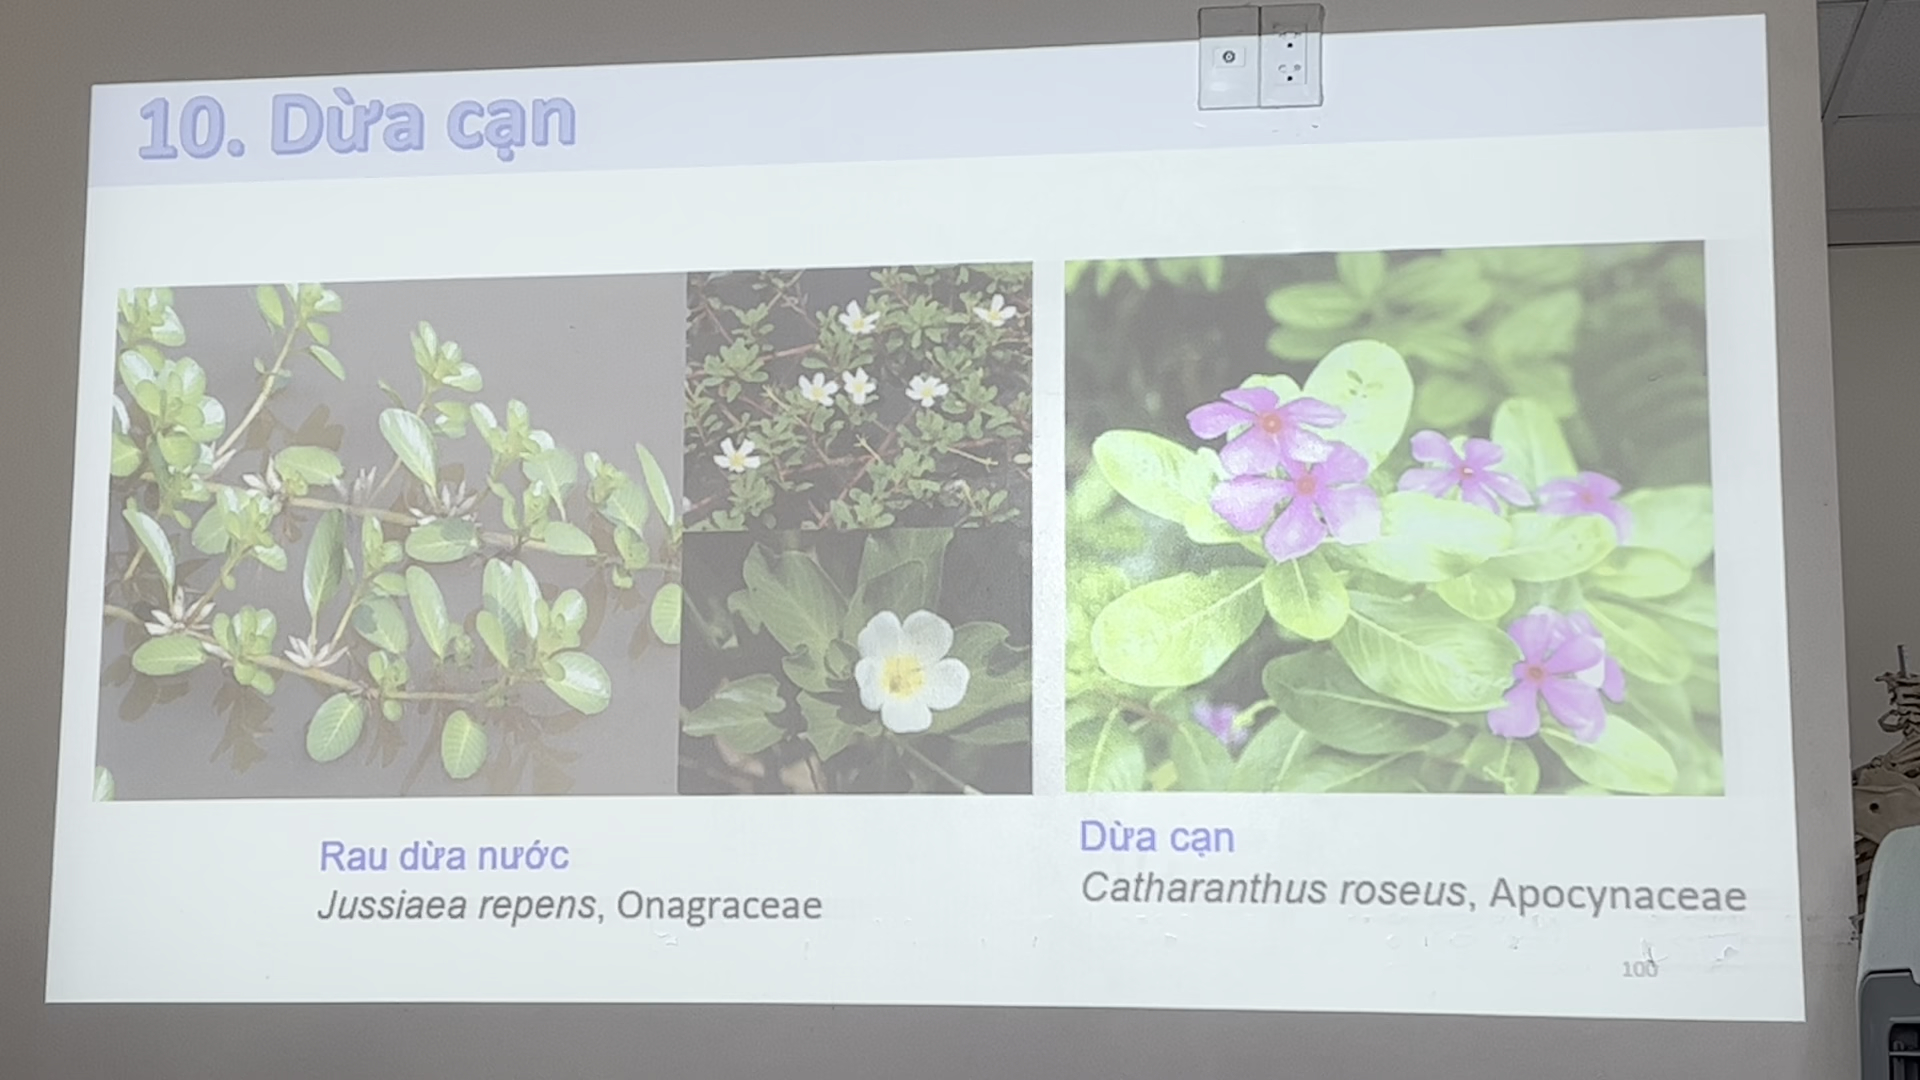 10. Dừa cạn
Rau dừa nước
Jussiaea repens, Onagraceae
Dừa cạn
Catharanthus roseus, Apocynaceae
100